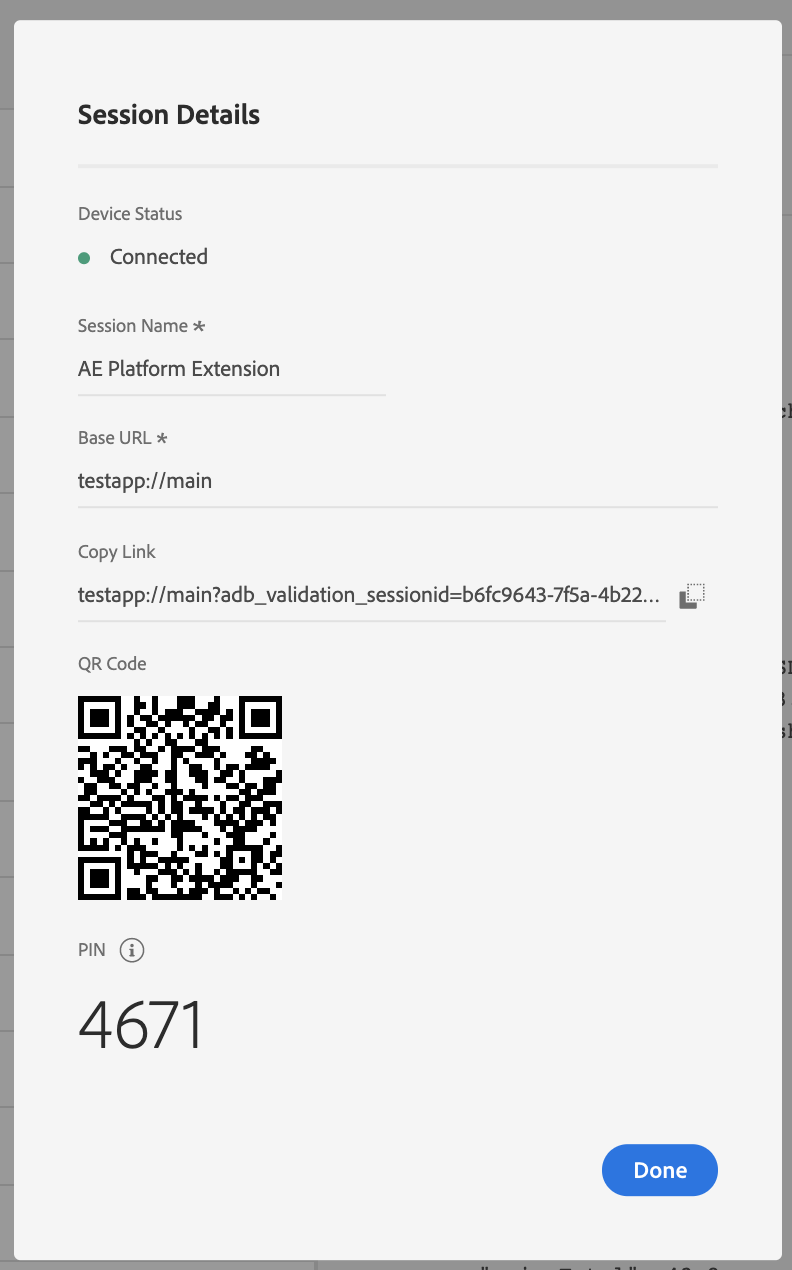 Session Details
Device Status
Connected
Session Name *
AE Platform Extension
Base URL *
testapp://main
Copy Link
testapp://main?adb_validation_sessionid=b6fc9643-7f5a-4b22...
QR Code
PIN
4671
Done